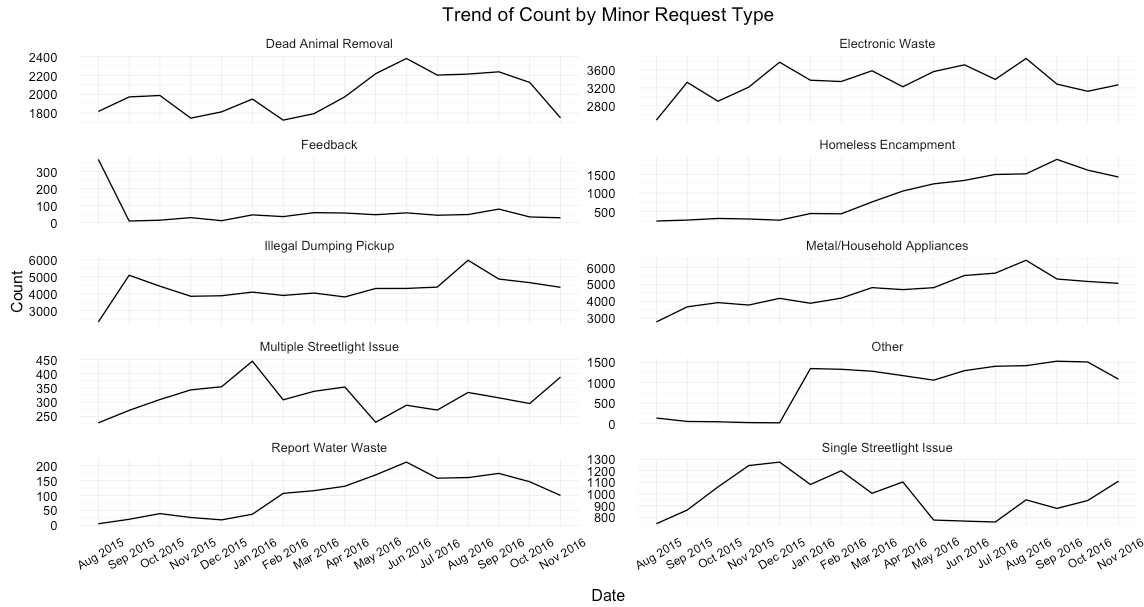 Trend of Count by Minor Request Type
Dead Animal Removal
2400
2200
2000
1800
Electronic Waste
3600
3200
2800
Feedback
300
200
100
0
Homeless Encampment
1500
1000
500
Illegal Dumping Pickup
6000
5000
4000
3000
Metal/Household Appliances
6000
5000
4000
3000
Count
Multiple Streetlight Issue
450
400
350
300
250
Other
1500
1000
500
0
Report Water Waste
200
150
100
50
0
Single Streetlight Issue
1300
1200
1100
1000
900
800
Aug 2015
Sep 2015
Oct 2015
Nov 2015
Dec 2015
Jan 2016
Feb 2016
Mar 2016
Apr 2016
May 2016
Jun 2016
Jul 2016
Aug 2016
Sep 2016
Oct 2016
Nov 2016
Aug 2015
Sep 2015
Oct 2015
Nov 2015
Dec 2015
Jan 2016
Feb 2016
Mar 2016
Apr 2016
May 2016
Jun 2016
Jul 2016
Aug 2016
Sep 2016
Oct 2016
Nov 2016
Date